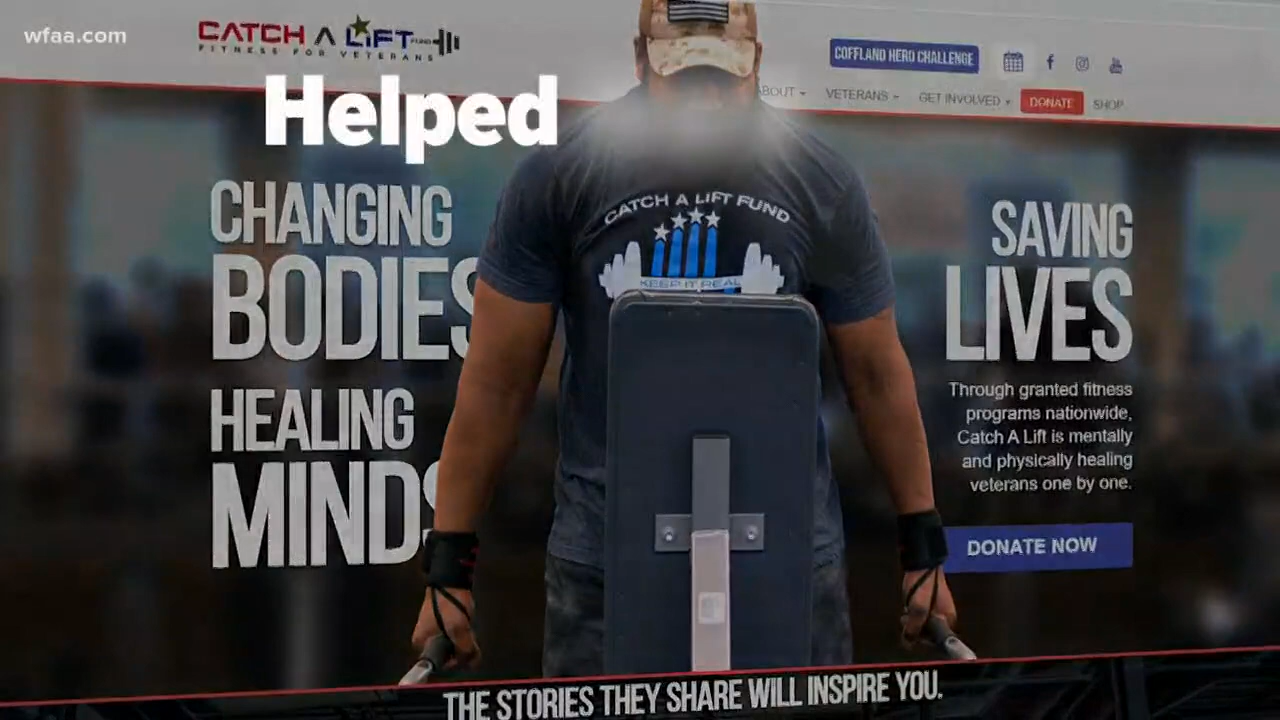 wfaa.com
CATCH A LIFT FUND
FITNESS FOR VETERANS
COFFLAND HERO CHALLENGE
Helped
ABOUT
VETERANS
GET INVOLVED
DONATE
SHOP
CHANGING
BODIES
HEALING
MINDS
CATCH A LIFT FUND
KEEP IT REAL
SAVING
LIVES
Through granted fitness
programs nationwide,
Catch A Lift is mentally
and physically healing
veterans one by one.
DONATE NOW
THE STORIES THEY SHARE WILL INSPIRE YOU.